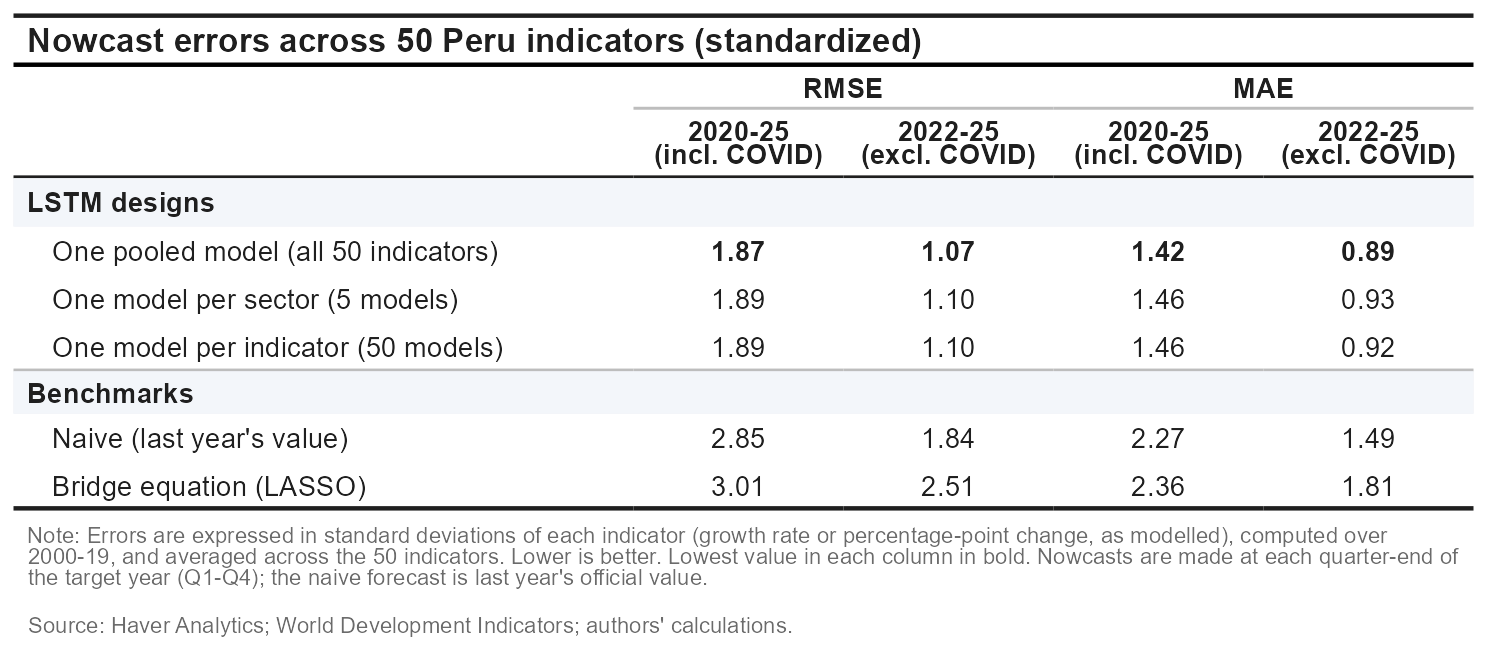 Nowcast errors across 50 Peru indicators (standardized)
RMSE MAE
2020-25 2022-25 2020-25 2022-25
(incl. COVID) (excl. COVID) (incl. COVID) (excl. COVID)
LSTM designs
One pooled model (all 50 indicators) 1.87 1.07 1.42 0.89
One model per sector (5 models) 1.89 1.10 1.46 0.93
One model per indicator (50 models) 1.89 1.10 1.46 0.92
Benchmarks
Naive (last year's value) 2.85 1.84 2.27 1.49
Bridge equation (LASSO) 3.01 2.51 2.36 1.81
Note: Errors are expressed in standard deviations of each indicator (growth rate or percentage-point change, as modelled), computed over
2000-19, and averaged across the 50 indicators. Lower is better. Lowest value in each column in bold. Nowcasts are made at each quarter-end of
the target year (Q1-Q4); the naive forecast is last year's official value.
Source: Haver Analytics; World Development Indicators; authors' calculations.